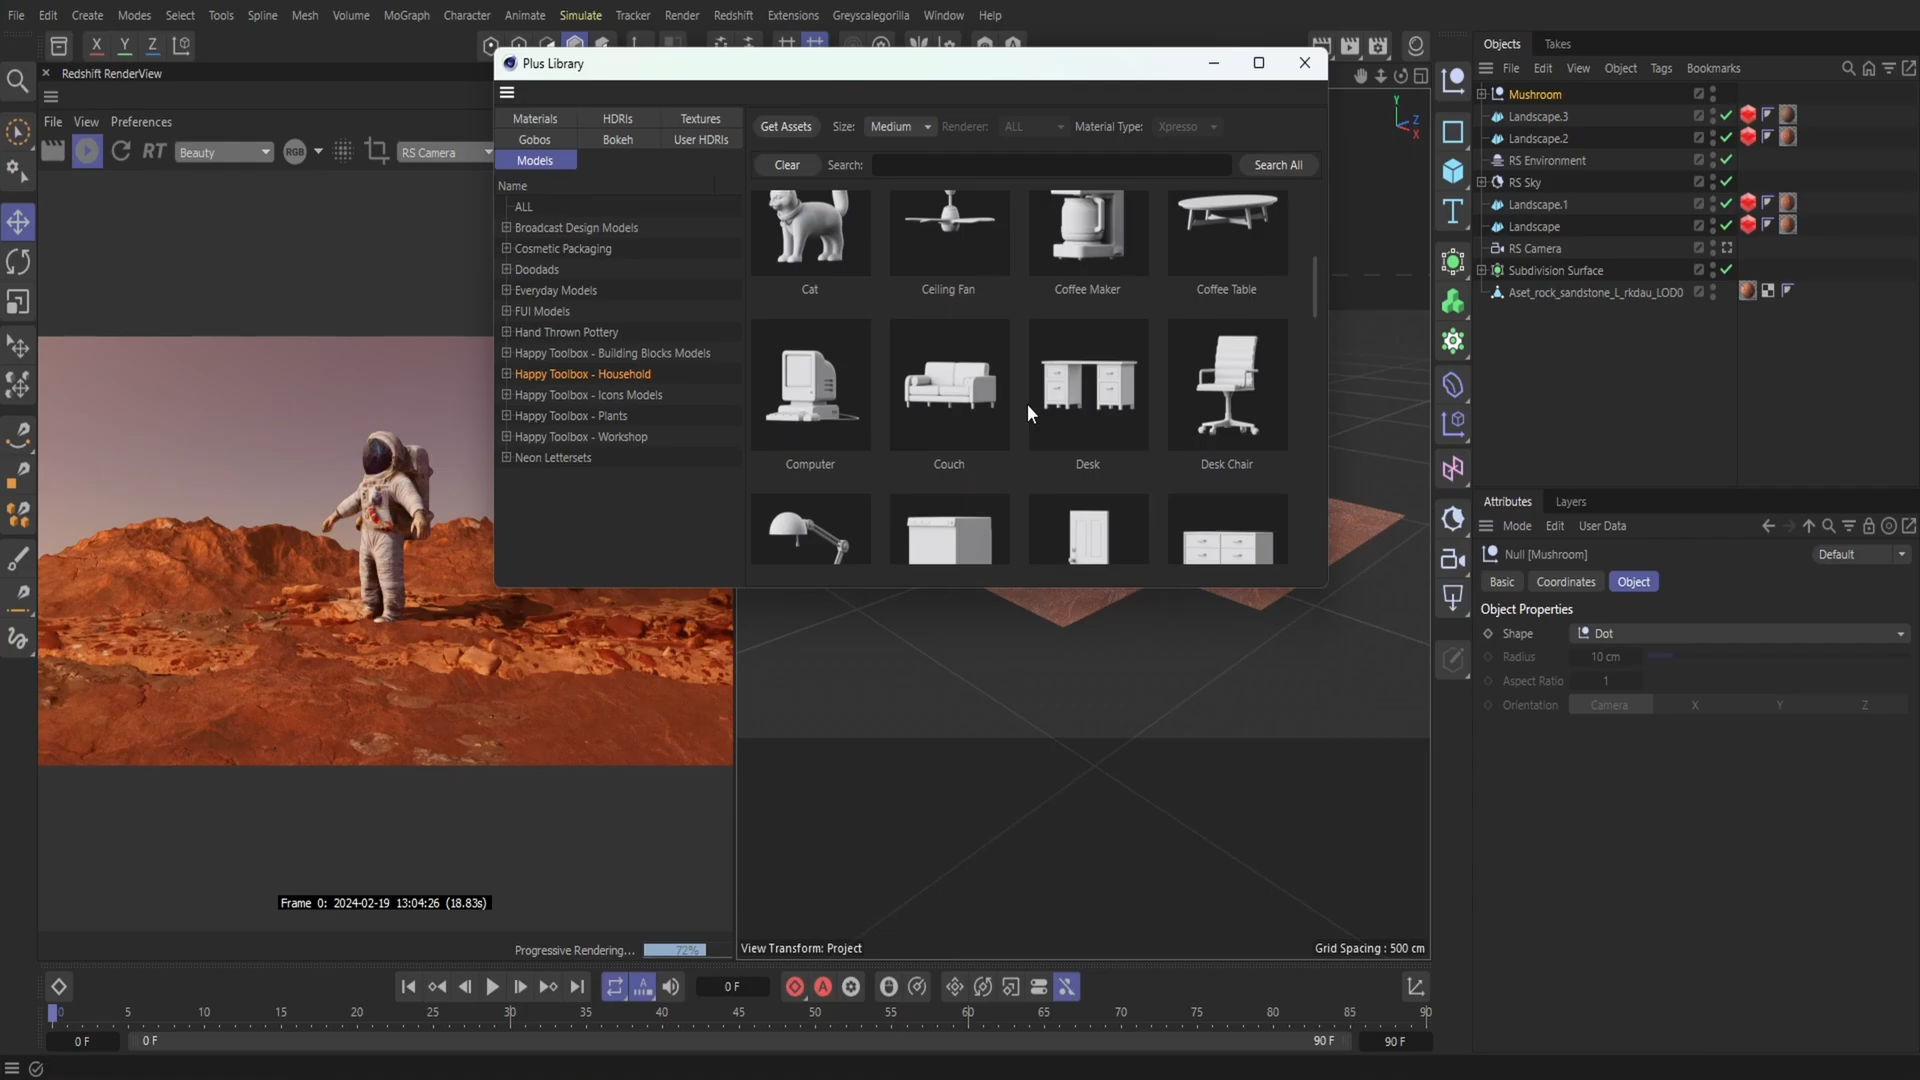 File Edit Create Modes Select Tools Spline Mesh Volume MoGraph Character Animate Simulate Tracker Render Redshift Extensions Greyscalegorilla Window Help
X Y Z
Redshift RenderView
File View Preferences
RT Beauty RGB RS Camera
Plus Library
Materials HDRIs Textures
Gobos Bokeh User HDRIs
Models
Name
ALL
Broadcast Design Models
Cosmetic Packaging
Doodads
Everyday Models
FUI Models
Hand Thrown Pottery
Happy Toolbox - Building Blocks Models
Happy Toolbox - Household
Happy Toolbox - Icons Models
Happy Toolbox - Plants
Happy Toolbox - Workshop
Neon Lettersets
Get Assets Size: Medium Renderer: ALL Material Type: Xpresso
Clear Search: Search All
Cat Ceiling Fan Coffee Maker Coffee Table
Computer Couch Desk Desk Chair
Y
Z
X
Objects Takes
File Edit View Object Tags Bookmarks
Mushroom
Landscape.3
Landscape.2
RS Environment
RS Sky
Landscape.1
Landscape
RS Camera
Subdivision Surface
Aset_rock_sandstone_L_rkdau_LOD0
Attributes Layers
Mode Edit User Data
Null [Mushroom] Default
Basic Coordinates Object
Object Properties
Shape Dot
Radius 10 cm
Aspect Ratio 1
Orientation Camera X Y Z
Frame 0: 2024-02-19 13:04:26 (18.83s)
Progressive Rendering... 72%
View Transform: Project Grid Spacing : 500 cm
0 F
0 5 10 15 20 25 30 35 40 45 50 55 60 65 70 75 80 85 90
0 F 0 F 90 F 90 F